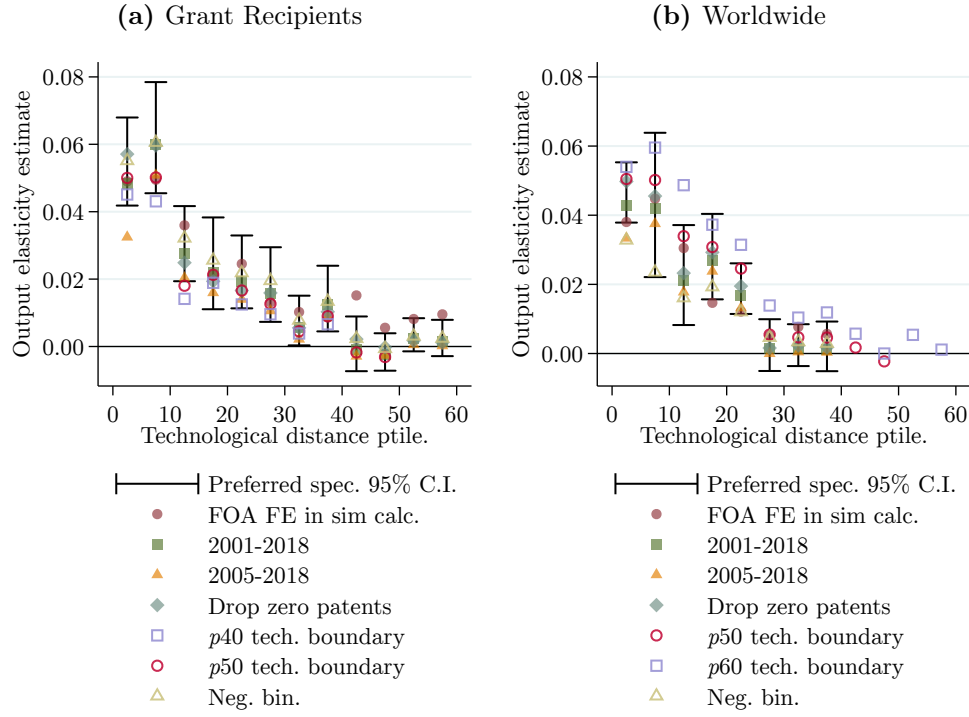 (a) Grant Recipients
Output elasticity estimate
0.08
0.06
0.04
0.02
0.00
0 10 20 30 40 50 60
Technological distance ptile.
Preferred spec. 95% C.I.
FOA FE in sim calc.
2001-2018
2005-2018
Drop zero patents
p40 tech. boundary
p50 tech. boundary
Neg. bin.
(b) Worldwide
Output elasticity estimate
0.08
0.06
0.04
0.02
0.00
0 10 20 30 40 50 60
Technological distance ptile.
Preferred spec. 95% C.I.
FOA FE in sim calc.
2001-2018
2005-2018
Drop zero patents
p50 tech. boundary
p60 tech. boundary
Neg. bin.